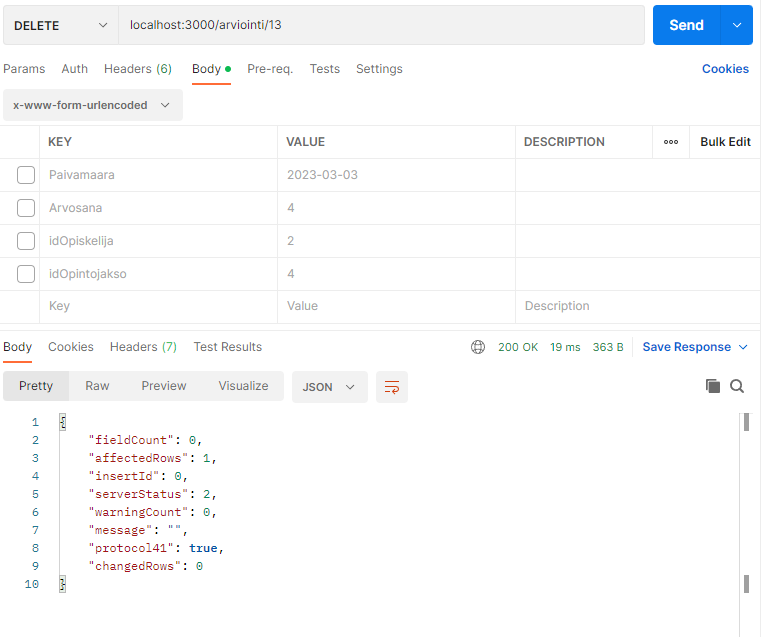 DELETE localhost:3000/arviointi/13 Send
Params Auth Headers (6) Body Pre-req. Tests Settings Cookies
x-www-form-urlencoded
KEY VALUE DESCRIPTION ooo Bulk Edit
Paivamaara 2023-03-03
Arvosana 4
idOpiskelija 2
idOpintojakso 4
Key Value Description
Body Cookies Headers (7) Test Results 200 OK 19 ms 363 B Save Response
Pretty Raw Preview Visualize JSON
1 {
2 "fieldCount": 0,
3 "affectedRows": 1,
4 "insertId": 0,
5 "serverStatus": 2,
6 "warningCount": 0,
7 "message": "",
8 "protocol41": true,
9 "changedRows": 0
10 }